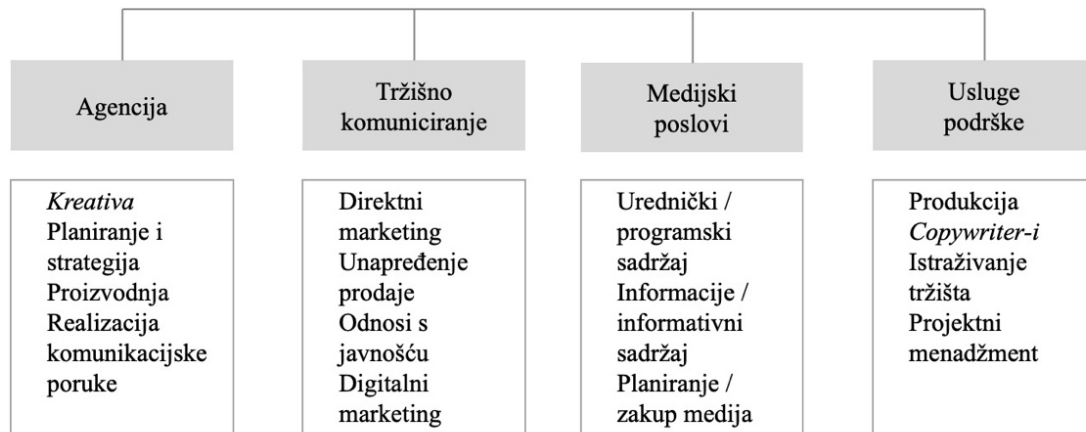 Agencija
Tržišno
komuniciranje
Medijski
poslovi
Usluge
podrške
Kreativa
Planiranje i
strategija
Proizvodnja
Realizacija
komunikacijske
poruke
Direktni
marketing
Unapređenje
prodaje
Odnosi s
javnošću
Digitalni
marketing
Urednički /
programski
sadržaj
Informacije /
informativni
sadržaj
Planiranje /
zakup medija
Produkcija
Copywriter-i
Istraživanje
tržišta
Projektni
menadžment